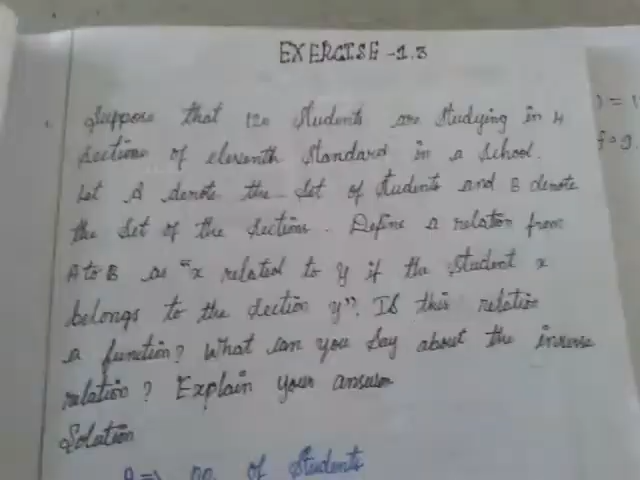 EXERCISE - 1.3
1. Suppose that 120 students are studying in 4
sections of eleventh standard in a school.
Let A denote the set of students and B denote
the set of the sections. Define a relation from
A to B as "x related to y if the student x
belongs to the section y". Is this relation
a function? What can you say about the inverse
relation? Explain your answer
Solution
A => no. of students